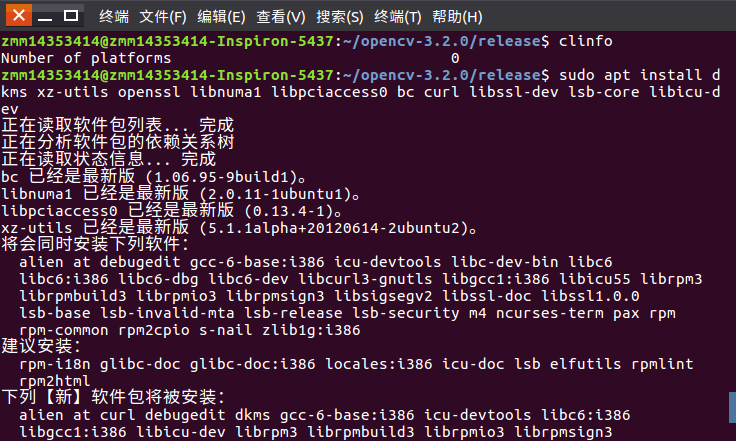 终端 文件(F) 编辑(E) 查看(V) 搜索(S) 终端(T) 帮助(H)
zmm14353414@zmm14353414-Inspiron-5437:~/opencv-3.2.0/release$ clinfo
Number of platforms 0
zmm14353414@zmm14353414-Inspiron-5437:~/opencv-3.2.0/release$ sudo apt install d
kms xz-utils openssl libnuma1 libpciaccess0 bc curl libssl-dev lsb-core libicu-d
ev
正在读取软件包列表... 完成
正在分析软件包的依赖关系树
正在读取状态信息... 完成
bc 已经是最新版 (1.06.95-9build1)。
libnuma1 已经是最新版 (2.0.11-1ubuntu1)。
libpciaccess0 已经是最新版 (0.13.4-1)。
xz-utils 已经是最新版 (5.1.1alpha+20120614-2ubuntu2)。
将会同时安装下列软件：
alien at debugedit gcc-6-base:i386 icu-devtools libc-dev-bin libc6
libc6:i386 libc6-dbg libc6-dev libcurl3-gnutls libgcc1:i386 libicu55 librpm3
librpmbuild3 librpmio3 librpmsign3 libsigsegv2 libssl-doc libssl1.0.0
lsb-base lsb-invalid-mta lsb-release lsb-security m4 ncurses-term pax rpm
rpm-common rpm2cpio s-nail zlib1g:i386
建议安装：
rpm-i18n glibc-doc glibc-doc:i386 locales:i386 icu-doc lsb elfutils rpmlint
rpm2html
下列【新】软件包将被安装：
alien at curl debugedit dkms gcc-6-base:i386 icu-devtools libc6:i386
libgcc1:i386 libicu-dev librpm3 librpmbuild3 librpmio3 librpmsign3